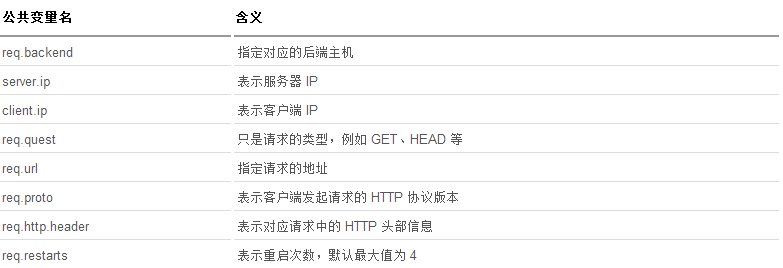 公共变量名 含义
req.backend 指定对应的后端主机
server.ip 表示服务器 IP
client.ip 表示客户端 IP
req.quest 只是请求的类型，例如 GET、HEAD 等
req.url 指定请求的地址
req.proto 表示客户端发起请求的 HTTP 协议版本
req.http.header 表示对应请求中的 HTTP 头部信息
req.restarts 表示重启次数，默认最大值为 4